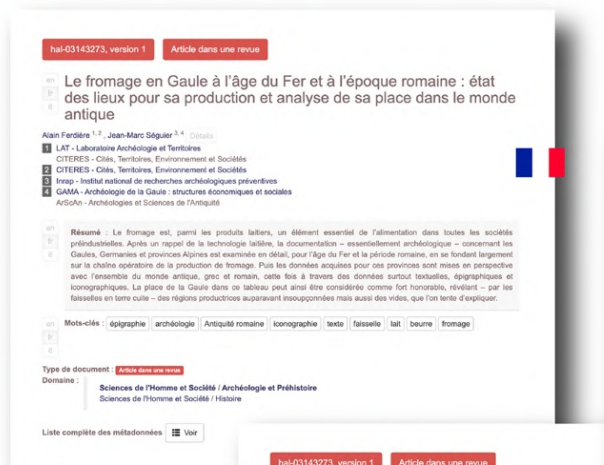 hal-03143273, version 1 Article dans une revue
en
fr
Le fromage en Gaule à l'âge du Fer et à l'époque romaine : état
des lieux pour sa production et analyse de sa place dans le monde
antique
Alain Ferdière 1, 2 , Jean-Marc Séguier 3, 4 Détails
1 LAT - Laboratoire Archéologie et Territoires
CITERES - Cités, Territoires, Environnement et Sociétés
2 CITERES - Cités, Territoires, Environnement et Sociétés
3 Inrap - Institut national de recherches archéologiques préventives
4 GAMA - Archéologie de la Gaule : structures économiques et sociales
ArScAn - Archéologies et Sciences de l'Antiquité
en
fr
Résumé : Le fromage est, parmi les produits laitiers, un élément essentiel de l'alimentation dans toutes les sociétés
préindustrielles. Après un rappel de la technologie laitière, la documentation – essentiellement archéologique – concernant les
Gaules, Germanies et provinces Alpines est examinée en détail, pour l'âge du Fer et la période romaine, en se fondant largement
sur la chaîne opératoire de la production de fromage. Puis les données acquises pour ces provinces sont mises en perspective
avec l'ensemble du monde antique, grec et romain, cette fois à travers des données surtout textuelles, épigraphiques et
iconographiques. La place de la Gaule dans ce tableau peut ainsi être considérée comme fort honorable, révélant – par les
faisselles en terre cuite – des régions productrices auparavant insoupçonnées mais aussi des vides, que l'on tente d'expliquer.
en
fr
Mots-clés : épigraphie archéologie Antiquité romaine iconographie texte faisselle lait beurre fromage
Type de document : Article dans une revue
Domaine :
Sciences de l'Homme et Société / Archéologie et Préhistoire
Sciences de l'Homme et Société / Histoire
Liste complète des métadonnées Voir
hal-03143273, version 1 Article dans une revue